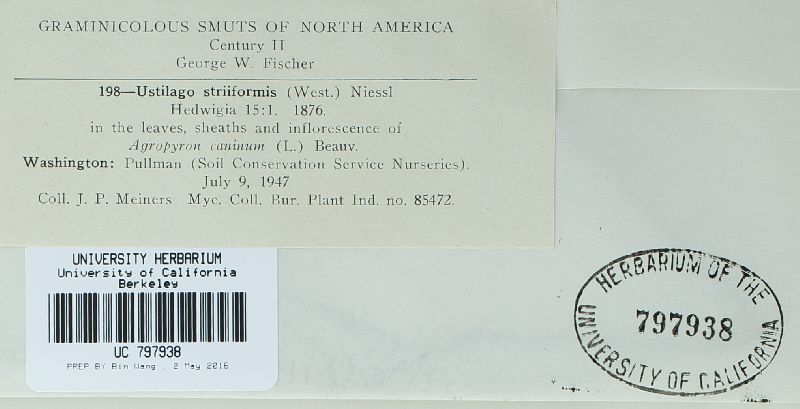 GRAMINICOLOUS SMUTS OF NORTH AMERICA
Century II
George W. Fischer
198—Ustilago striiformis (West.) Niessl
Hedwigia 15:1. 1876.
in the leaves, sheaths and inflorescence of
Agropyron caninum (L.) Beauv.
Washington: Pullman (Soil Conservation Service Nurseries).
July 9, 1947
Coll. J. P. Meiners Myc. Coll. Bur. Plant Ind. no. 85472.
UNIVERSITY HERBARIUM
University of California
Berkeley
UC 797938
PREP BY Bin Wang , 2 May 2016
HERBARIUM OF THE
797938
UNIVERSITY OF CALIFORNIA